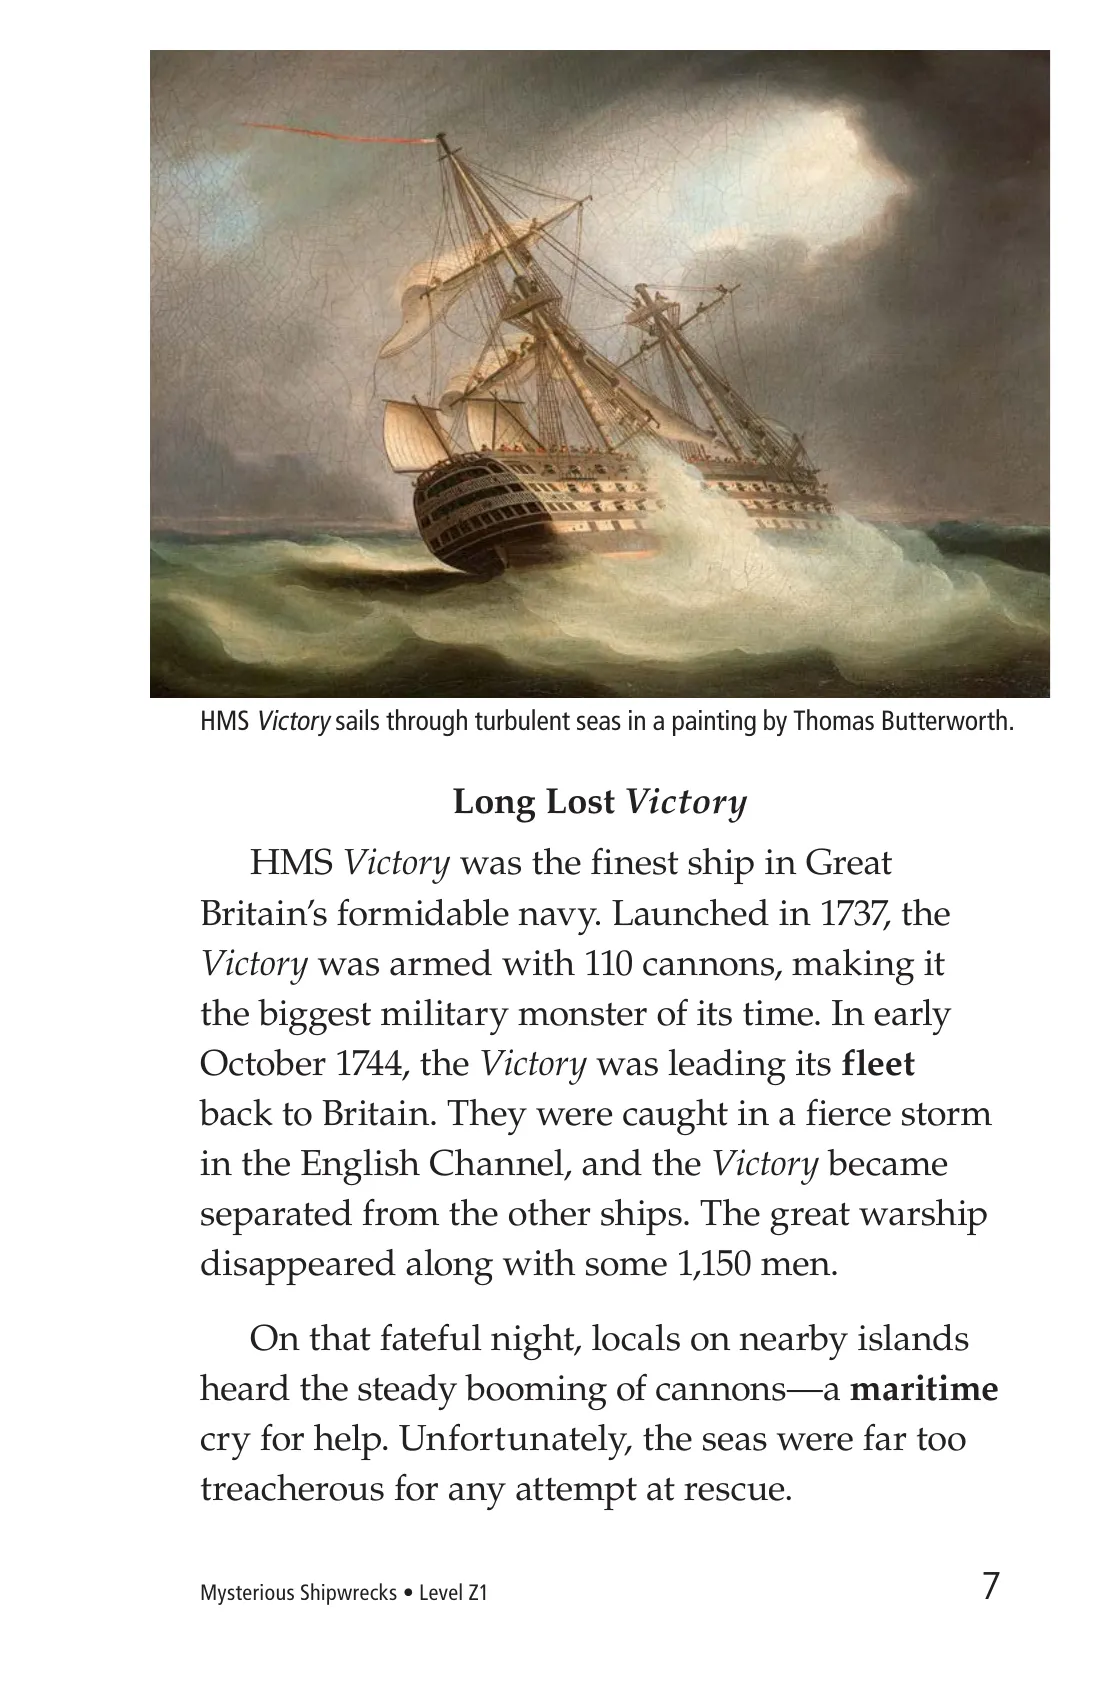 HMS Victory sails through turbulent seas in a painting by Thomas Butterworth.
Long Lost Victory
HMS Victory was the finest ship in Great
Britain’s formidable navy. Launched in 1737, the
Victory was armed with 110 cannons, making it
the biggest military monster of its time. In early
October 1744, the Victory was leading its fleet
back to Britain. They were caught in a fierce storm
in the English Channel, and the Victory became
separated from the other ships. The great warship
disappeared along with some 1,150 men.
On that fateful night, locals on nearby islands
heard the steady booming of cannons—a maritime
cry for help. Unfortunately, the seas were far too
treacherous for any attempt at rescue.
Mysterious Shipwrecks • Level Z1
7